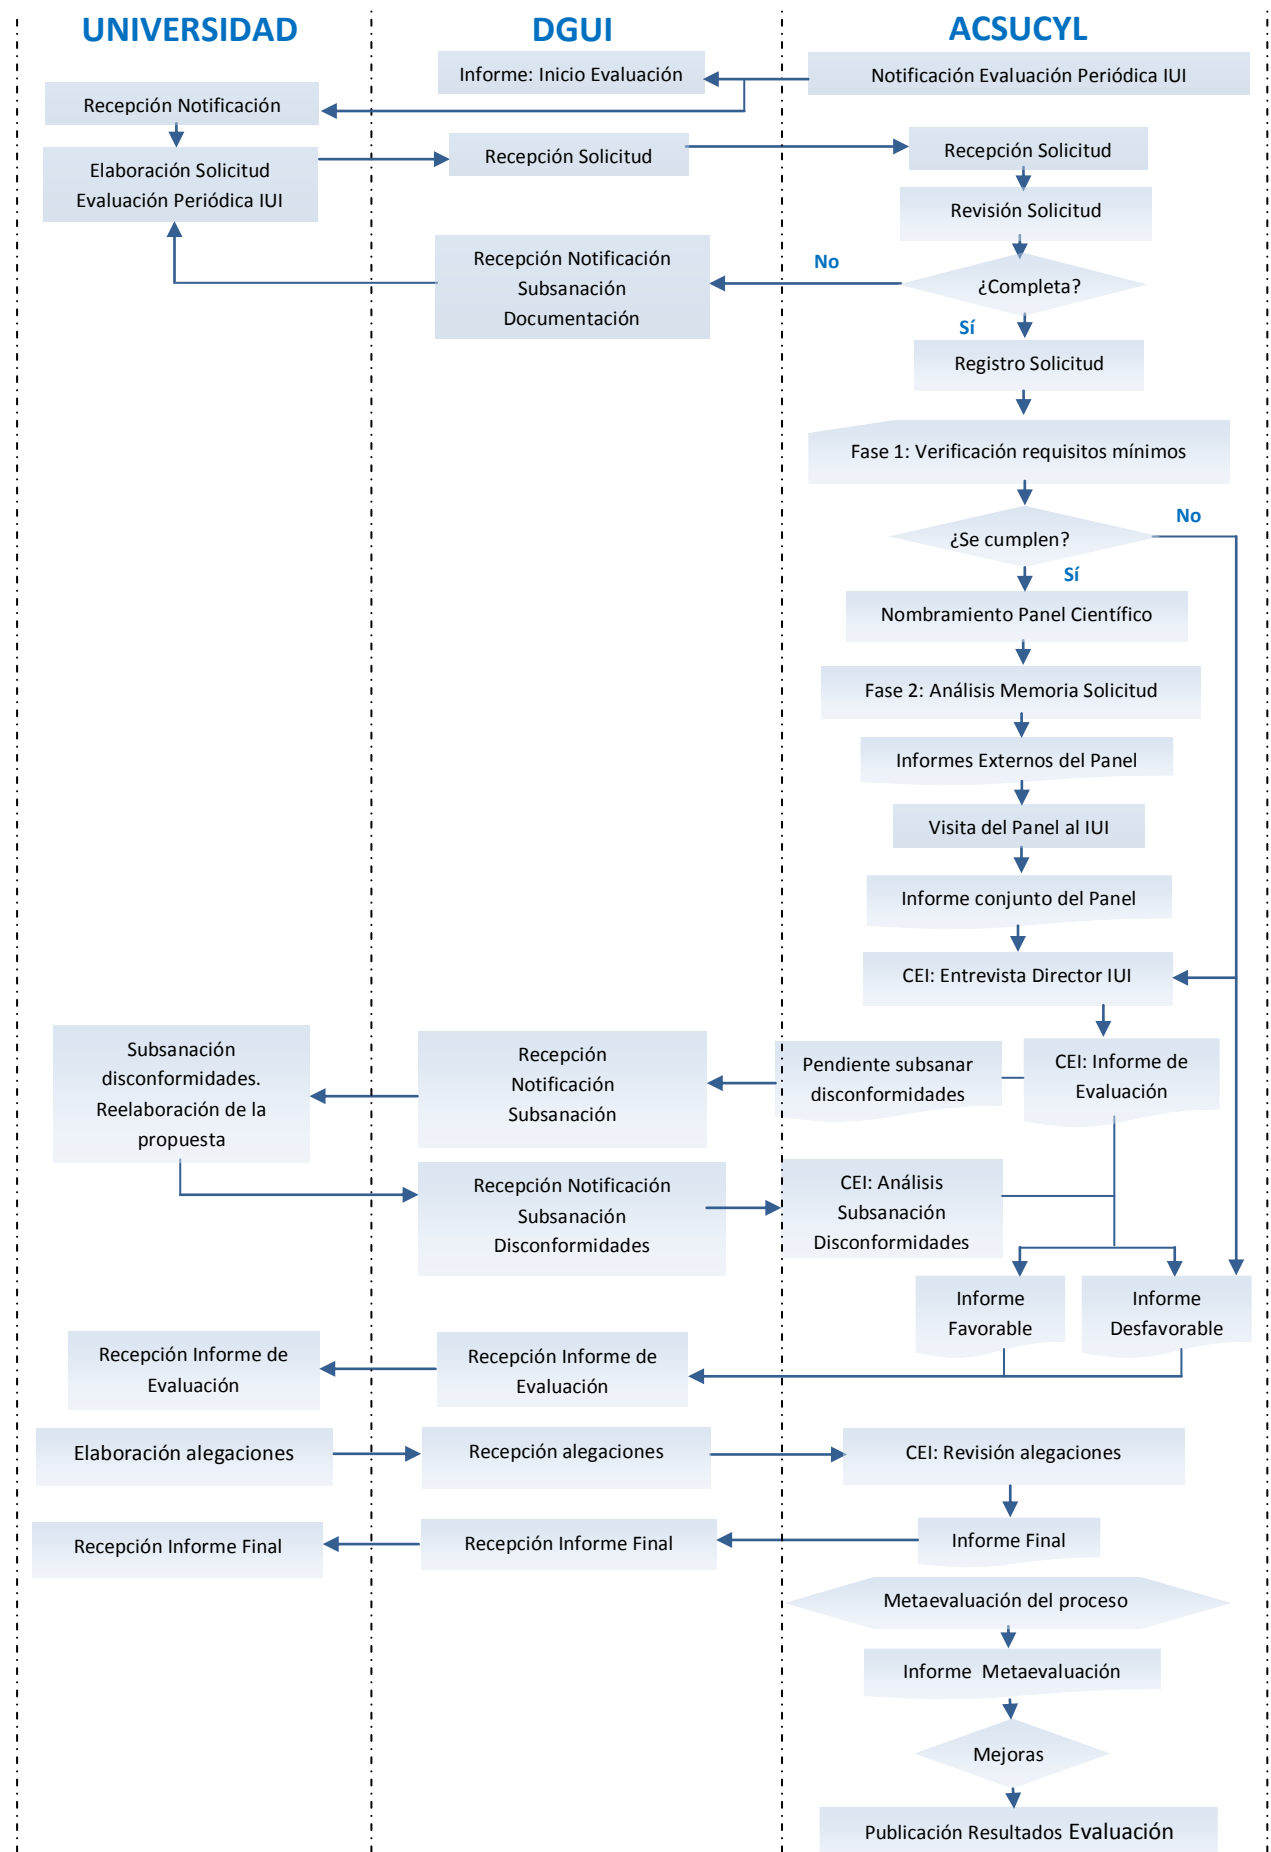 UNIVERSIDAD
DGUI
ACSUCYL
Informe: Inicio Evaluación
Notificación Evaluación Periódica IUI
Recepción Notificación
Elaboración Solicitud
Evaluación Periódica IUI
Recepción Solicitud
Recepción Solicitud
Revisión Solicitud
Recepción Notificación
Subsanación
Documentación
No
¿Completa?
Sí
Registro Solicitud
Fase 1: Verificación requisitos mínimos
No
¿Se cumplen?
Sí
Nombramiento Panel Científico
Fase 2: Análisis Memoria Solicitud
Informes Externos del Panel
Visita del Panel al IUI
Informe conjunto del Panel
CEI: Entrevista Director IUI
Subsanación
disconformidades.
Reelaboración de la
propuesta
Recepción
Notificación
Subsanación
Pendiente subsanar
disconformidades
CEI: Informe de
Evaluación
Recepción Notificación
Subsanación
Disconformidades
CEI: Análisis
Subsanación
Disconformidades
Informe
Favorable
Informe
Desfavorable
Recepción Informe de
Evaluación
Recepción Informe de
Evaluación
Elaboración alegaciones
Recepción alegaciones
CEI: Revisión alegaciones
Recepción Informe Final
Recepción Informe Final
Informe Final
Metaevaluación del proceso
Informe Metaevaluación
Mejoras
Publicación Resultados Evaluación